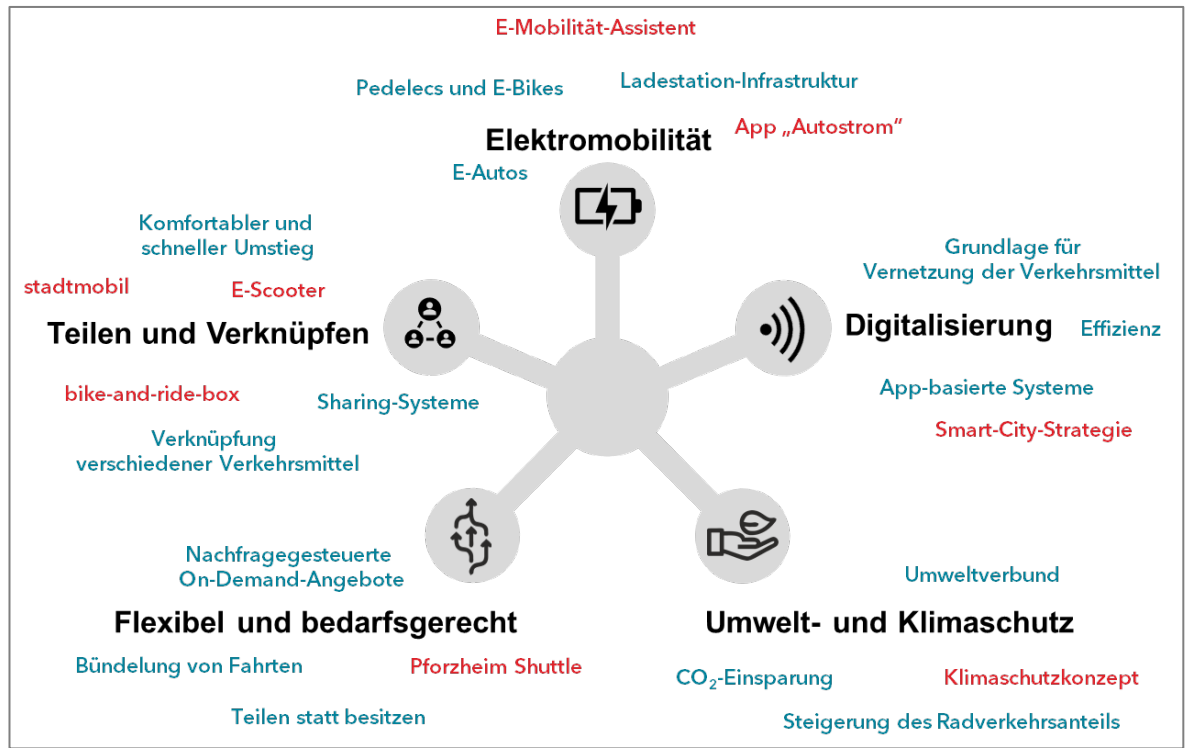 E-Mobilität-Assistent
Pedelecs und E-Bikes
Ladestation-Infrastruktur
App „Autostrom“
Elektromobilität
E-Autos
Komfortabler und
schneller Umstieg
stadtmobil
E-Scooter
Teilen und Verknüpfen
bike-and-ride-box
Sharing-Systeme
Verknüpfung
verschiedener Verkehrsmittel
Grundlage für
Vernetzung der Verkehrsmittel
Digitalisierung
Effizienz
App-basierte Systeme
Smart-City-Strategie
Nachfragegesteuerte
On-Demand-Angebote
Flexibel und bedarfsgerecht
Bündelung von Fahrten
Pforzheim Shuttle
Teilen statt besitzen
Umweltverbund
Umwelt- und Klimaschutz
CO₂-Einsparung
Klimaschutzkonzept
Steigerung des Radverkehrsanteils